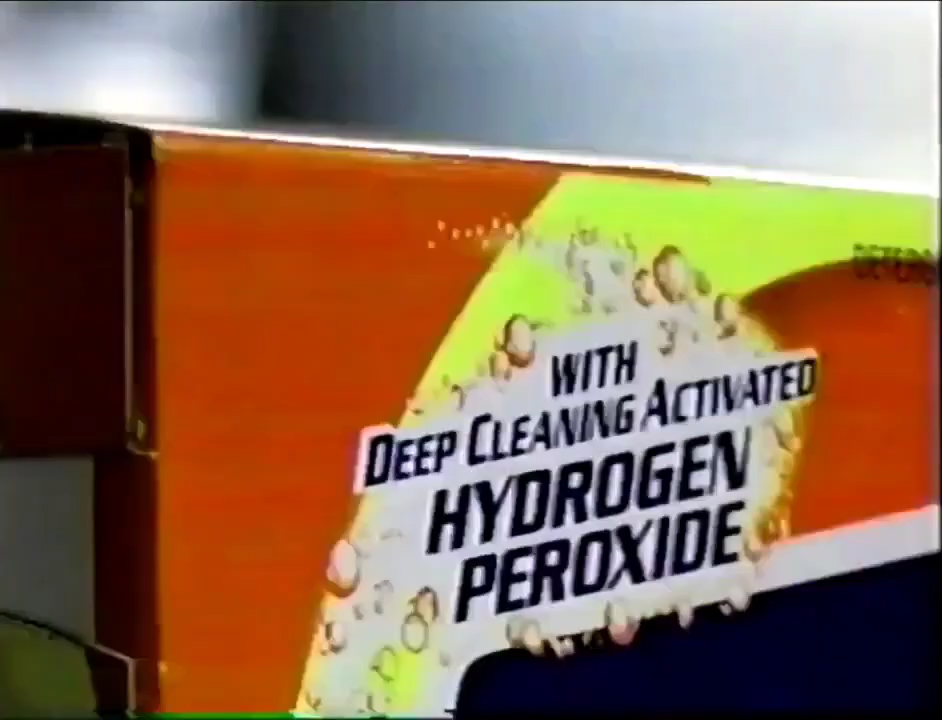 WITH
DEEP CLEANING ACTIVATED
HYDROGEN
PEROXIDE